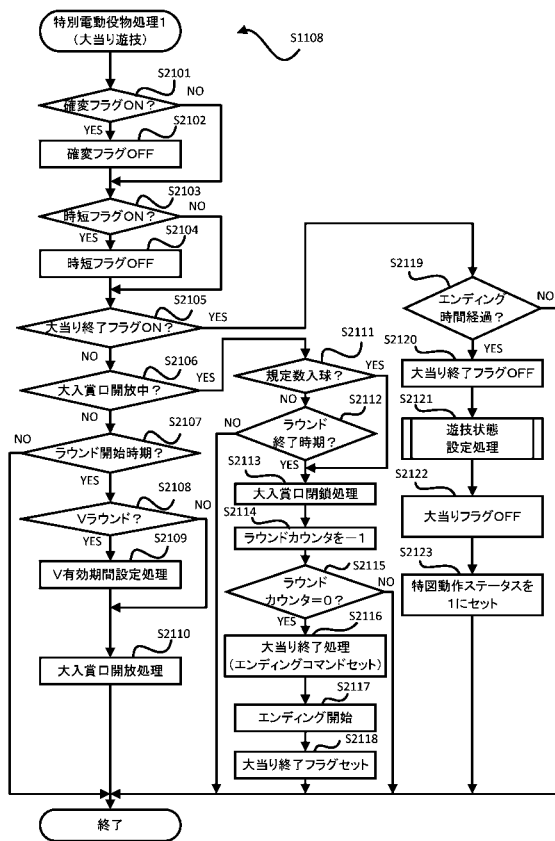 特別電動役物処理1
(大当り遊技)
S1108
S2101
確変フラグON?
NO
YES
S2102
確変フラグOFF
S2103
時短フラグON?
NO
YES
S2104
時短フラグOFF
S2105
大当り終了フラグON?
YES
NO
S2106
大入賞口開放中?
YES
NO
S2107
NO
ラウンド開始時期?
YES
S2108
Vラウンド?
NO
YES
S2109
V有効期間設定処理
S2110
大入賞口開放処理
終了
S2111
規定数入球?
YES
NO
S2112
NO
ラウンド
終了時期?
YES
S2113
大入賞口閉鎖処理
S2114
ラウンドカウンタを-1
S2115
ラウンド
カウンタ=0?
NO
YES
S2116
大当り終了処理
(エンディングコマンドセット)
S2117
エンディング開始
S2118
大当り終了フラグセット
S2119
エンディング
時間経過?
NO
YES
S2120
大当り終了フラグOFF
S2121
遊技状態
設定処理
S2122
大当りフラグOFF
S2123
特図動作ステータスを
1にセット